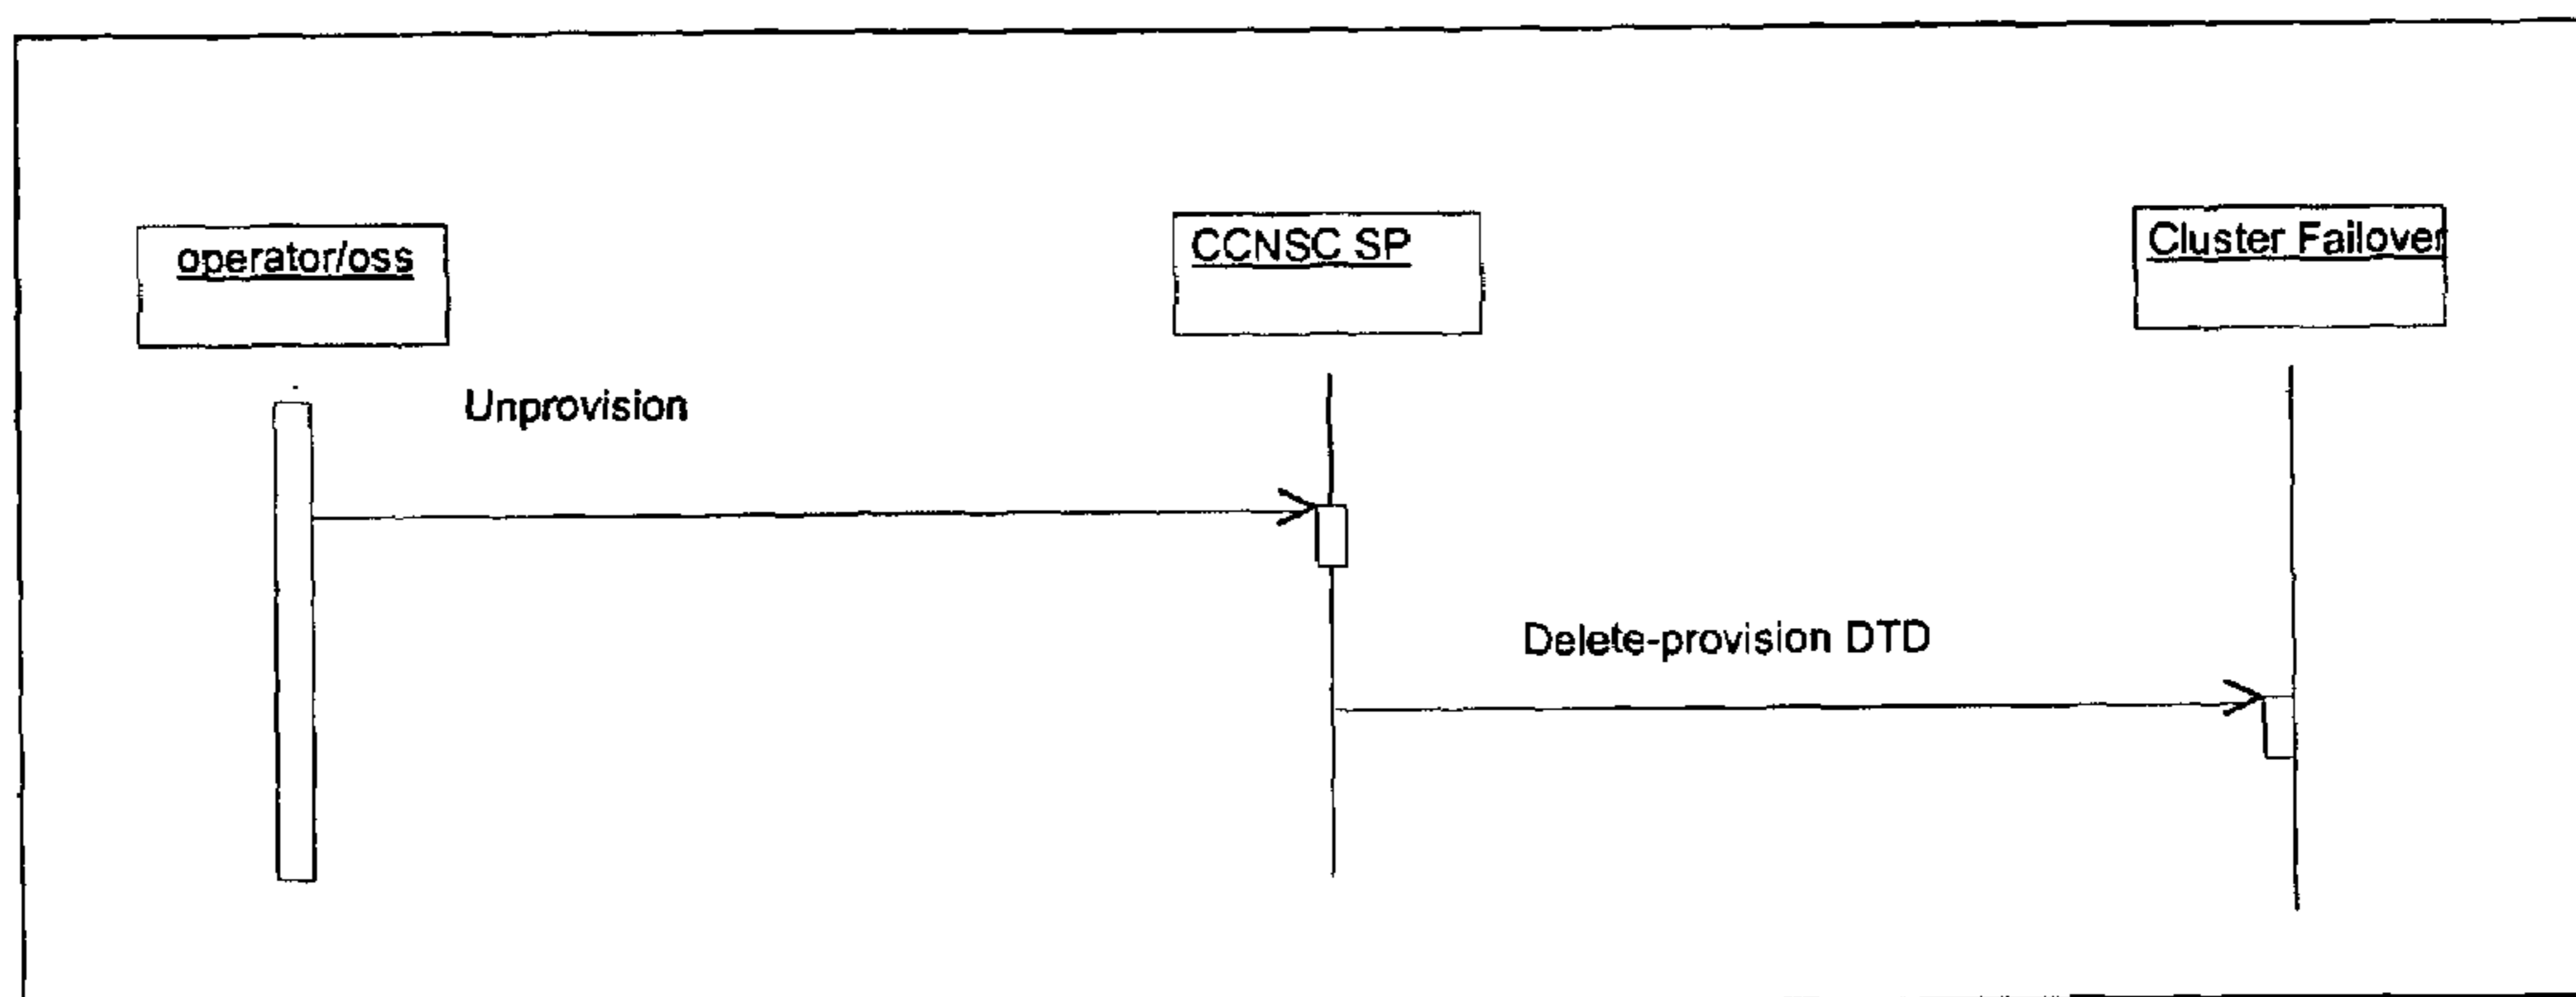 operator/oss
CCNSC SP
Cluster Failover
Unprovision
Delete-provision DTD